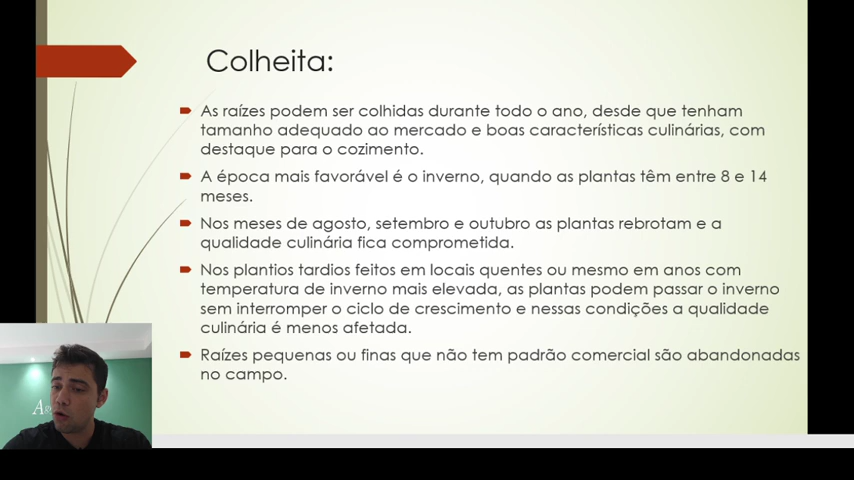 Colheita:
As raízes podem ser colhidas durante todo o ano, desde que tenham
tamanho adequado ao mercado e boas características culinárias, com
destaque para o cozimento.
A época mais favorável é o inverno, quando as plantas têm entre 8 e 14
meses.
Nos meses de agosto, setembro e outubro as plantas rebrotam e a
qualidade culinária fica comprometida.
Nos plantios tardios feitos em locais quentes ou mesmo em anos com
temperatura de inverno mais elevada, as plantas podem passar o inverno
sem interromper o ciclo de crescimento e nessas condições a qualidade
culinária é menos afetada.
Raízes pequenas ou finas que não tem padrão comercial são abandonadas
no campo.